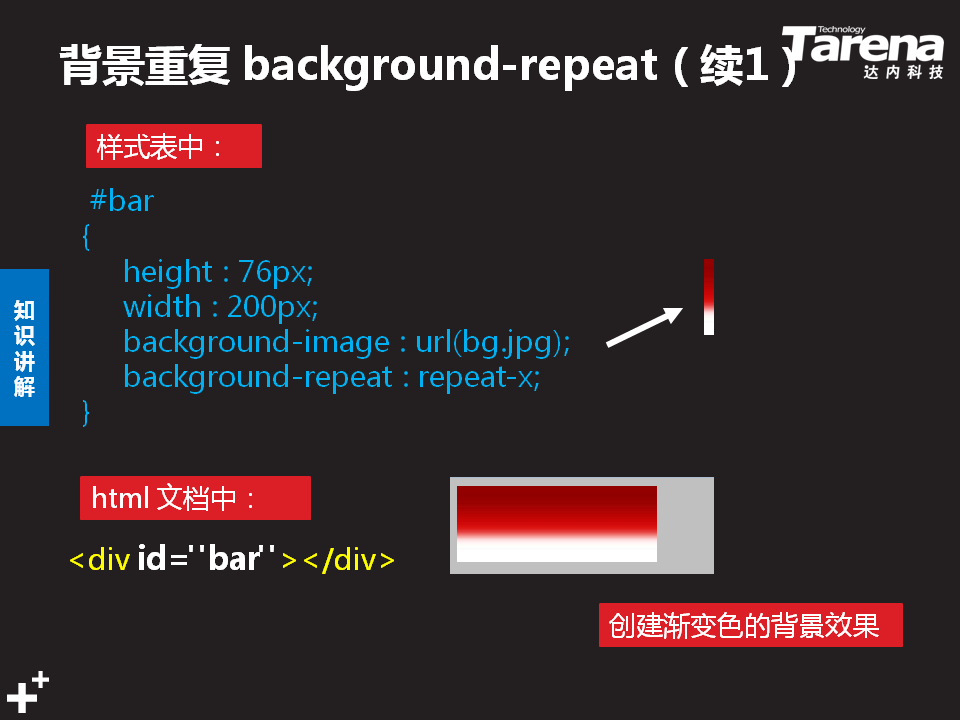 背景重复 background-repeat（续1）
Technology
Tarena
达内科技
样式表中：
#bar
{
height : 76px;
width : 200px;
background-image : url(bg.jpg);
background-repeat : repeat-x;
}
知识讲解
html 文档中：
<div id=''bar''></div>
创建渐变色的背景效果